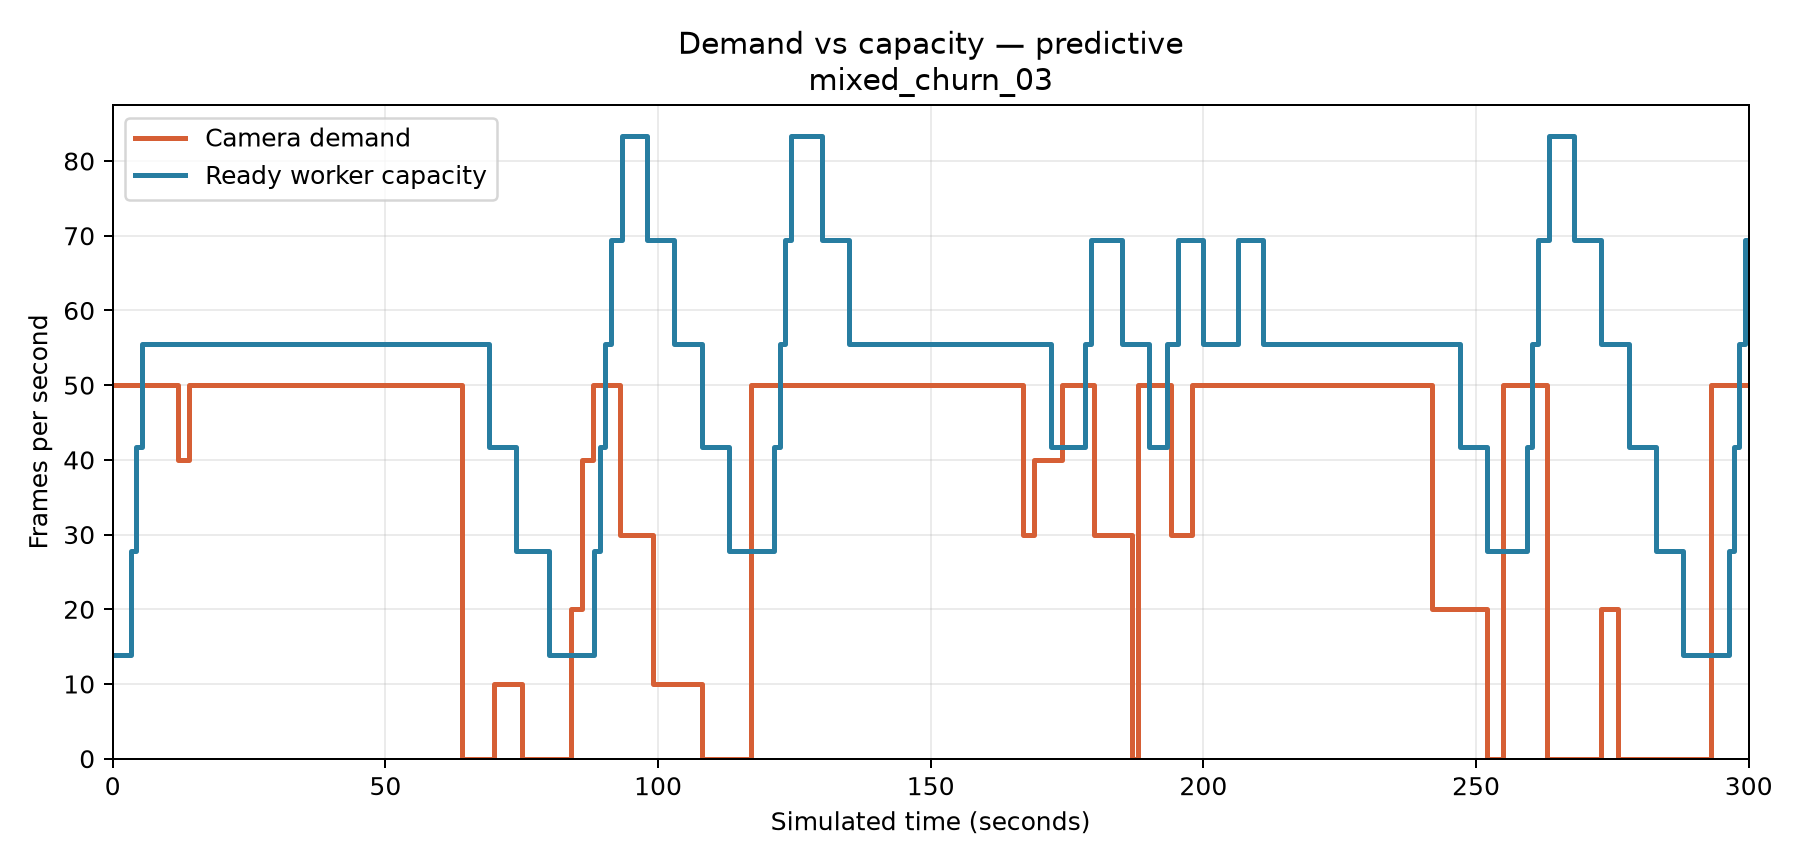 Demand vs capacity — predictive
mixed_churn_03
Camera demand
Ready worker capacity
Frames per second
80
70
60
50
40
30
20
10
0
0 50 100 150 200 250 300
Simulated time (seconds)